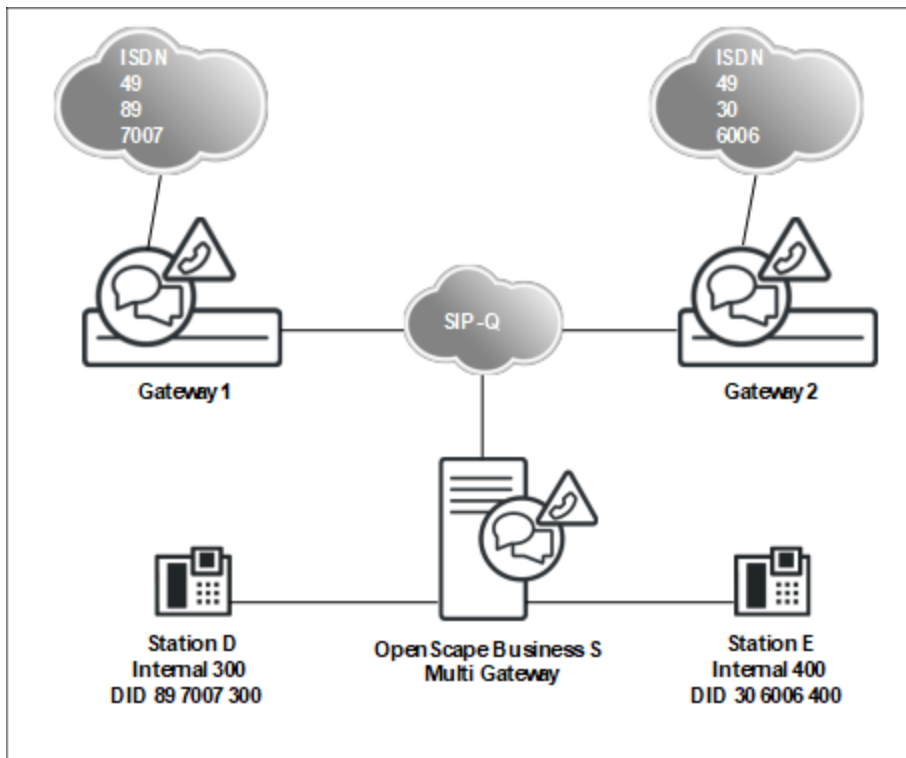 ISDN
49
89
7007
ISDN
49
30
6006
SIP-Q
Gateway 1
Gateway 2
Station D
Internal 300
DID 89 7007 300
OpenScape Business S
Multi Gateway
Station E
Internal 400
DID 30 6006 400